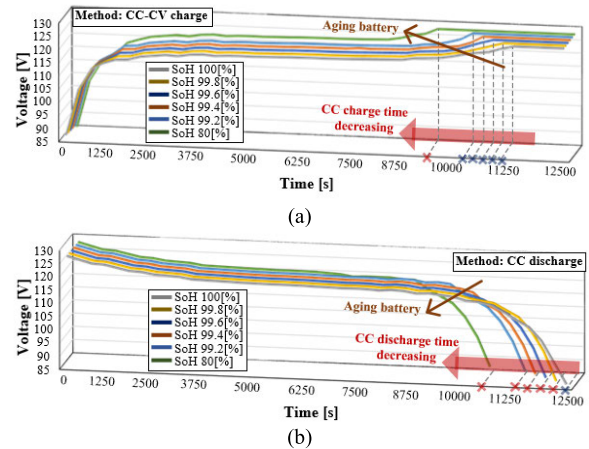 Method: CC-CV charge
Aging battery
130
125
120
115
110
105
100
95
90
85
Voltage [V]
SoH 100[%]
SoH 99.8[%]
SoH 99.6[%]
SoH 99.4[%]
SoH 99.2[%]
SoH 80[%]
CC charge time
decreasing
0 1250 2500 3750 5000 6250 7500 8750 10000 11250 12500
Time [s]
(a)
Method: CC discharge
Aging battery
130
125
120
115
110
105
100
95
90
85
Voltage [V]
SoH 100[%]
SoH 99.8[%]
SoH 99.6[%]
SoH 99.4[%]
SoH 99.2[%]
SoH 80[%]
CC discharge time
decreasing
0 1250 2500 3750 5000 6250 7500 8750 10000 11250 12500
Time [s]
(b)